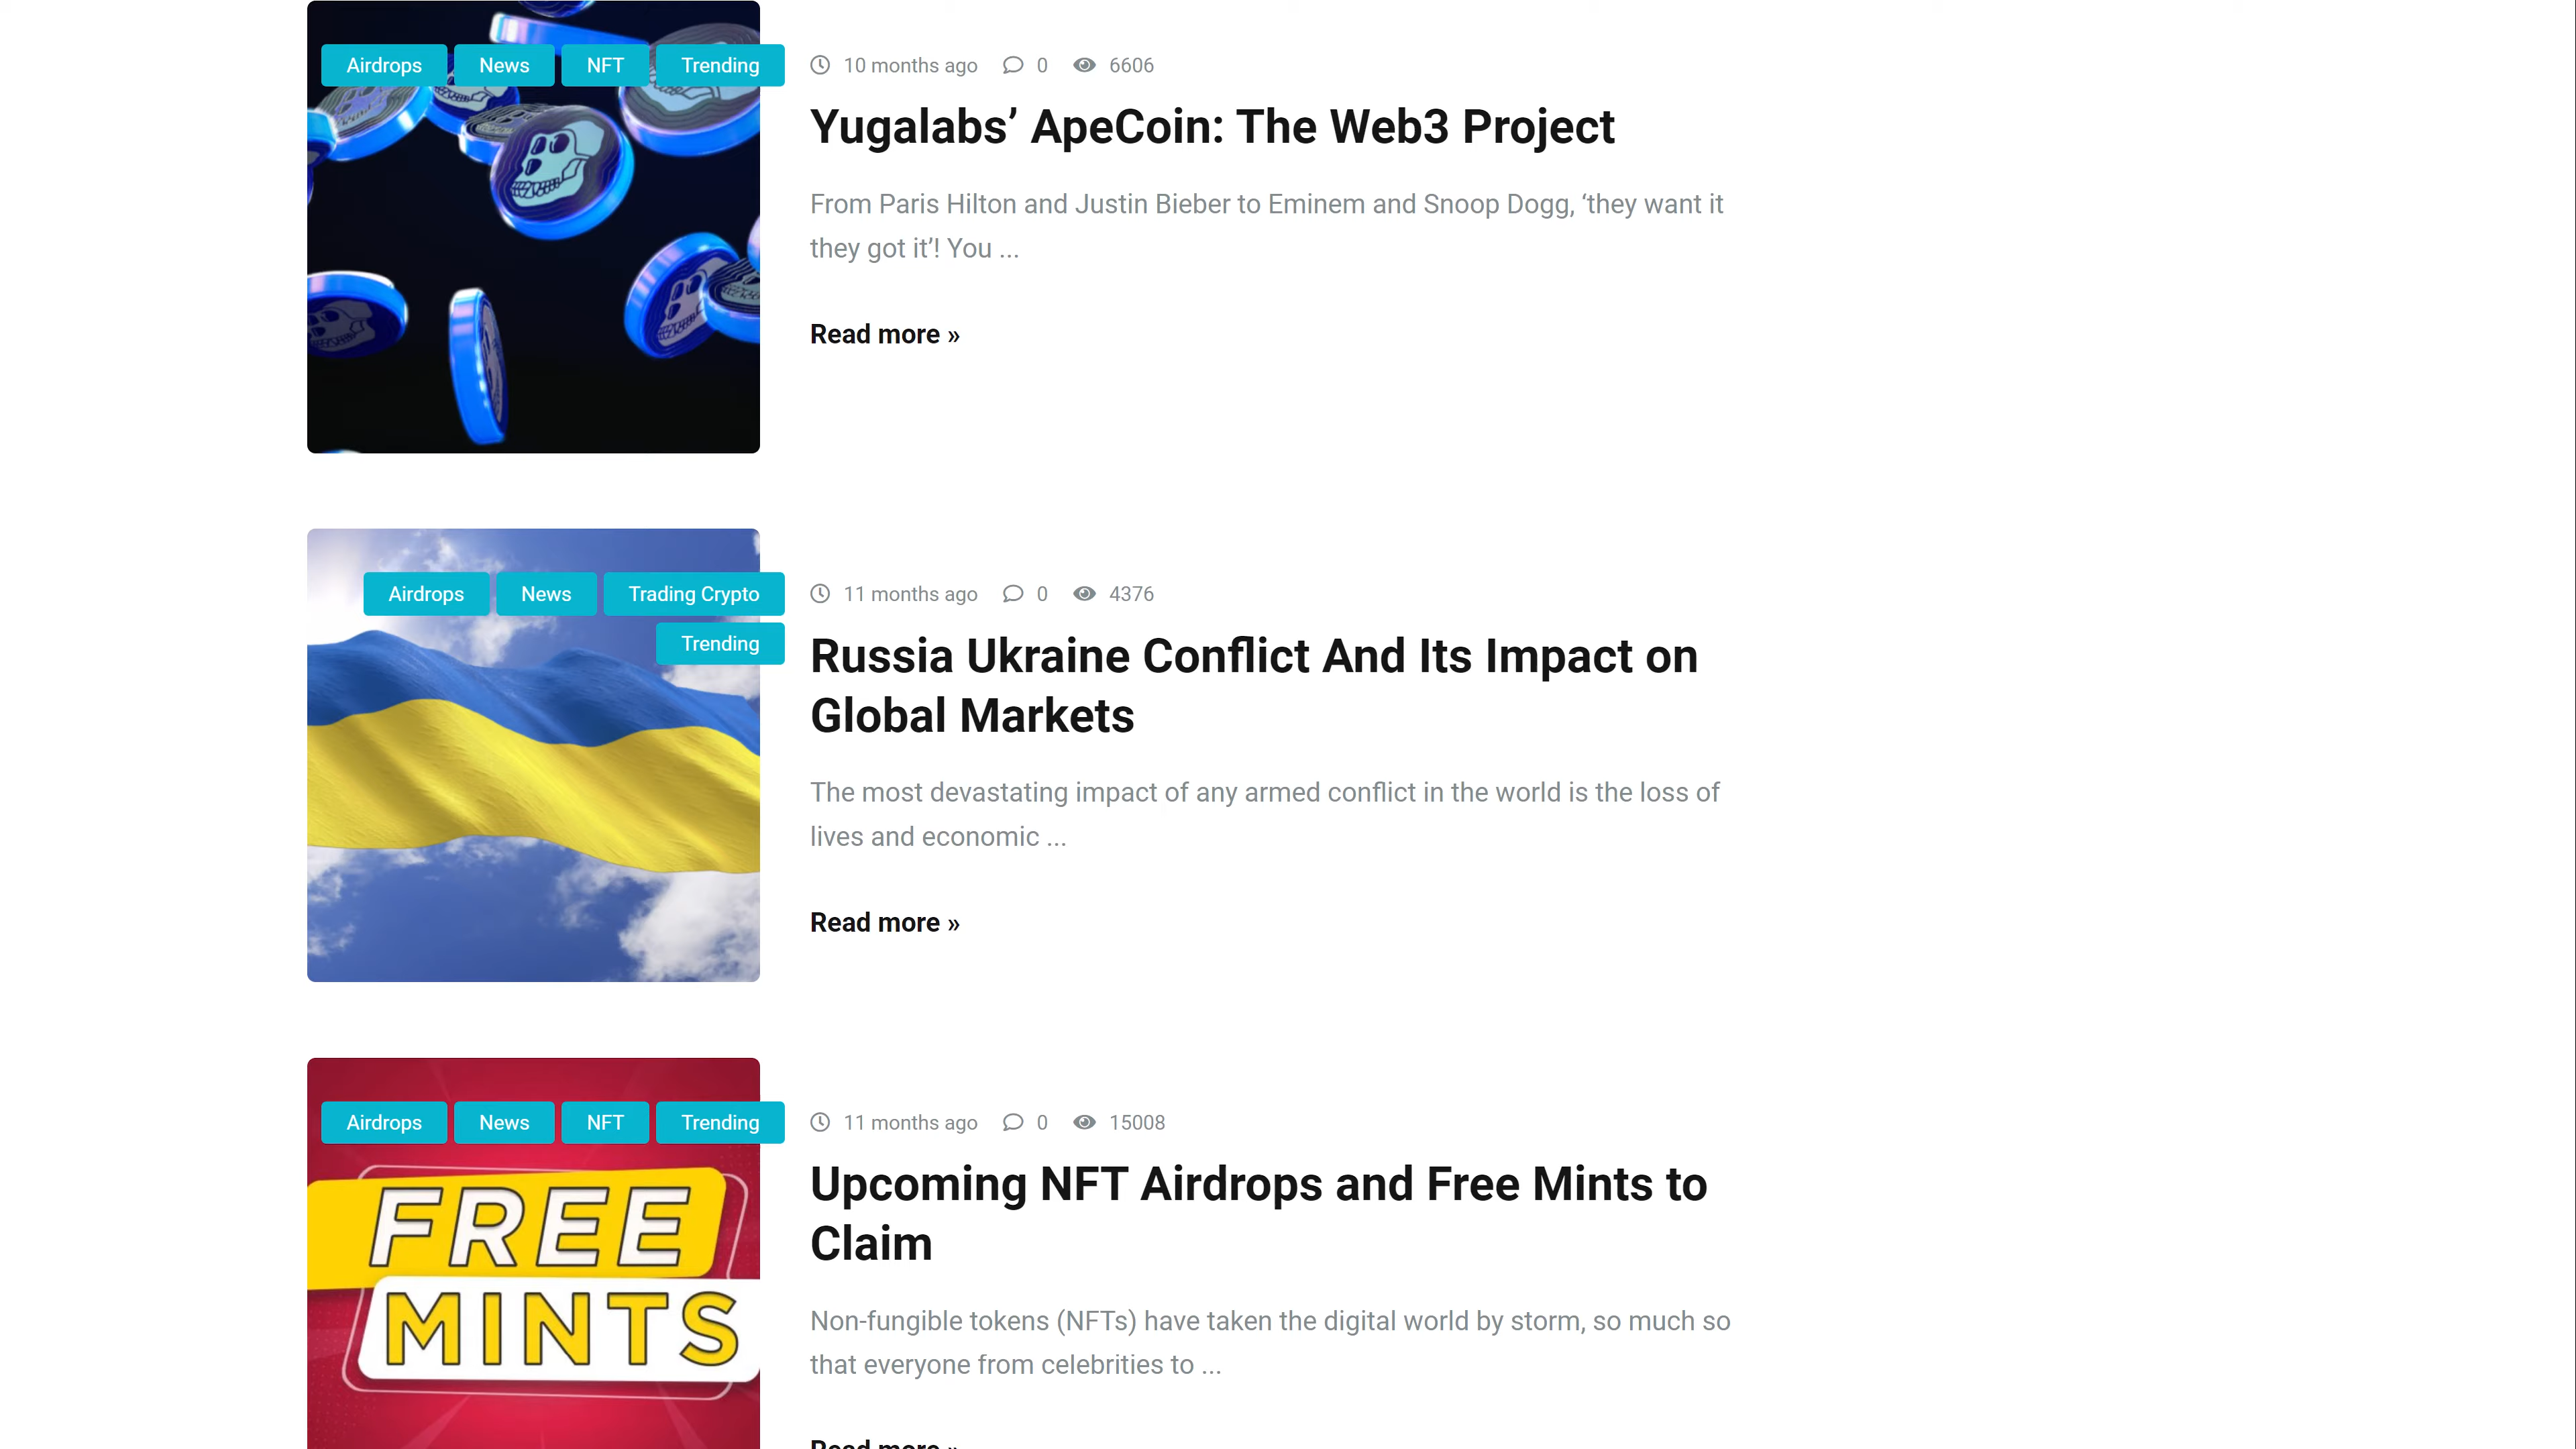 Airdrops News NFT Trending
10 months ago 0 6606
Yugalabs’ ApeCoin: The Web3 Project
From Paris Hilton and Justin Bieber to Eminem and Snoop Dogg, ‘they want it
they got it’! You ...
Read more »
Airdrops News Trading Crypto
Trending
11 months ago 0 4376
Russia Ukraine Conflict And Its Impact on
Global Markets
The most devastating impact of any armed conflict in the world is the loss of
lives and economic ...
Read more »
Airdrops News NFT Trending
FREE
MINTS
11 months ago 0 15008
Upcoming NFT Airdrops and Free Mints to
Claim
Non-fungible tokens (NFTs) have taken the digital world by storm, so much so
that everyone from celebrities to ...
Read more »